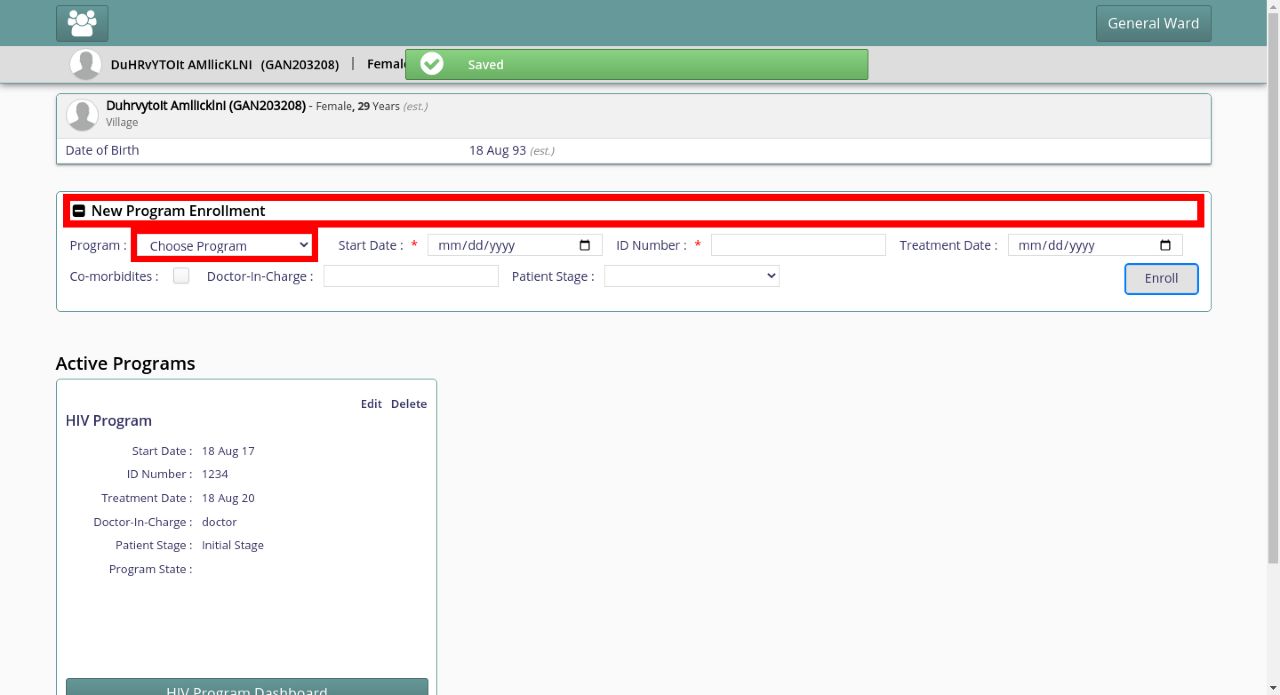 General Ward
DuHRvYTOIt AMIlicKLNI (GAN203208) | Female
Saved
Duhrvytoit Amllicklni (GAN203208) - Female, 29 Years (est.)
Village
Date of Birth 18 Aug 93 (est.)
New Program Enrollment
Program : Choose Program Start Date : * mm/dd/yyyy ID Number : * Treatment Date : mm/dd/yyyy
Co-morbidites : Doctor-In-Charge : Patient Stage : Enroll
Active Programs
Edit Delete
HIV Program
Start Date : 18 Aug 17
ID Number : 1234
Treatment Date : 18 Aug 20
Doctor-In-Charge : doctor
Patient Stage : Initial Stage
Program State :
HIV Program Dashboard